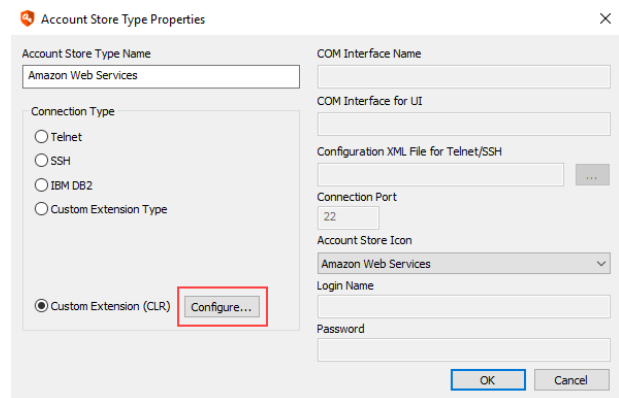 Account Store Type Properties
Account Store Type Name
Amazon Web Services
Connection Type
Telnet
SSH
IBM DB2
Custom Extension Type
Custom Extension (CLR)
Configure...
COM Interface Name
COM Interface for UI
Configuration XML File for Telnet/SSH
...
Connection Port
22
Account Store Icon
Amazon Web Services
Login Name
Password
OK
Cancel